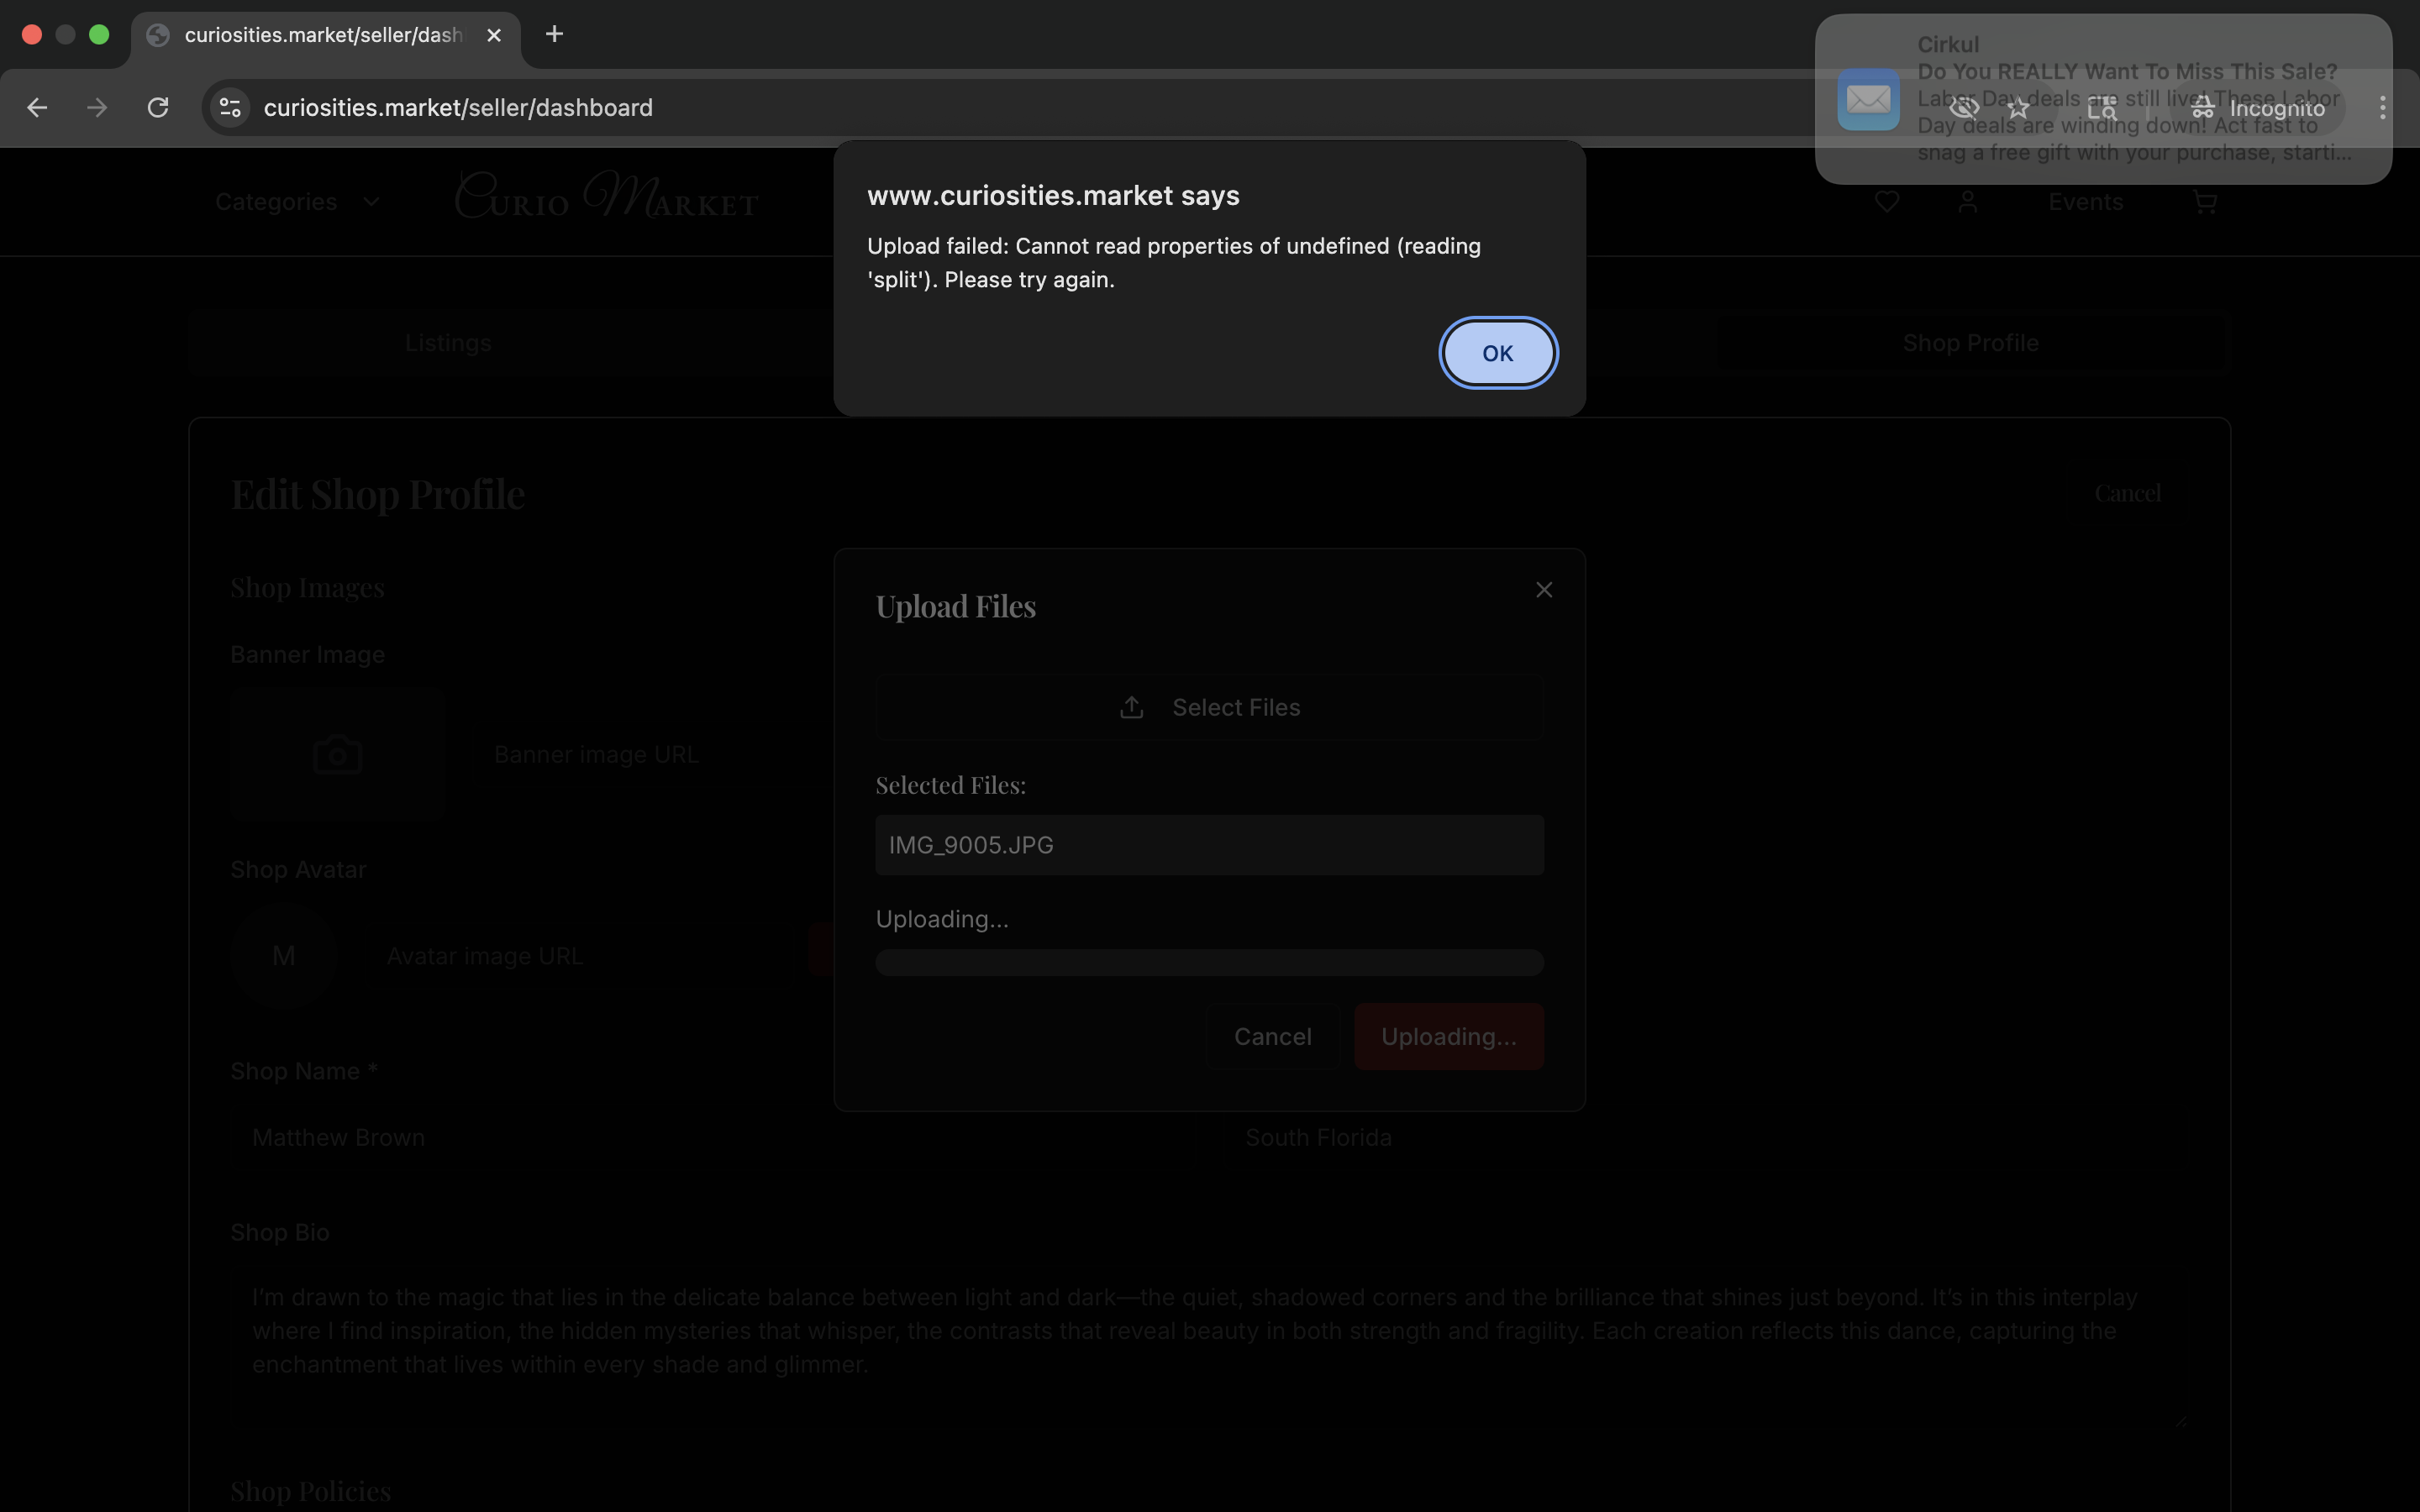 curiosities.market/seller/dash
curiosities.market/seller/dashboard
Incognito
Cirkul
Do You REALLY Want To Miss This Sale?
Labor Day deals are still live! These Labor
Day deals are winding down! Act fast to
snag a free gift with your purchase, starti...
www.curiosities.market says
Upload failed: Cannot read properties of undefined (reading
'split'). Please try again.
OK
Categories
Curio Market
Events
Listings
Shop Profile
Edit Shop Profile
Cancel
Shop Images
Banner Image
Banner image URL
Shop Avatar
M
Avatar image URL
Upload Files
Select Files
Selected Files:
IMG_9005.JPG
Uploading...
Cancel
Uploading...
Shop Name *
Matthew Brown
South Florida
Shop Bio
I'm drawn to the magic that lies in the delicate balance between light and dark—the quiet, shadowed corners and the brilliance that shines just beyond. It's in this interplay
where I find inspiration, the hidden mysteries that whisper, the contrasts that reveal beauty in both strength and fragility. Each creation reflects this dance, capturing the
enchantment that lives within every shade and glimmer.
Shop Policies